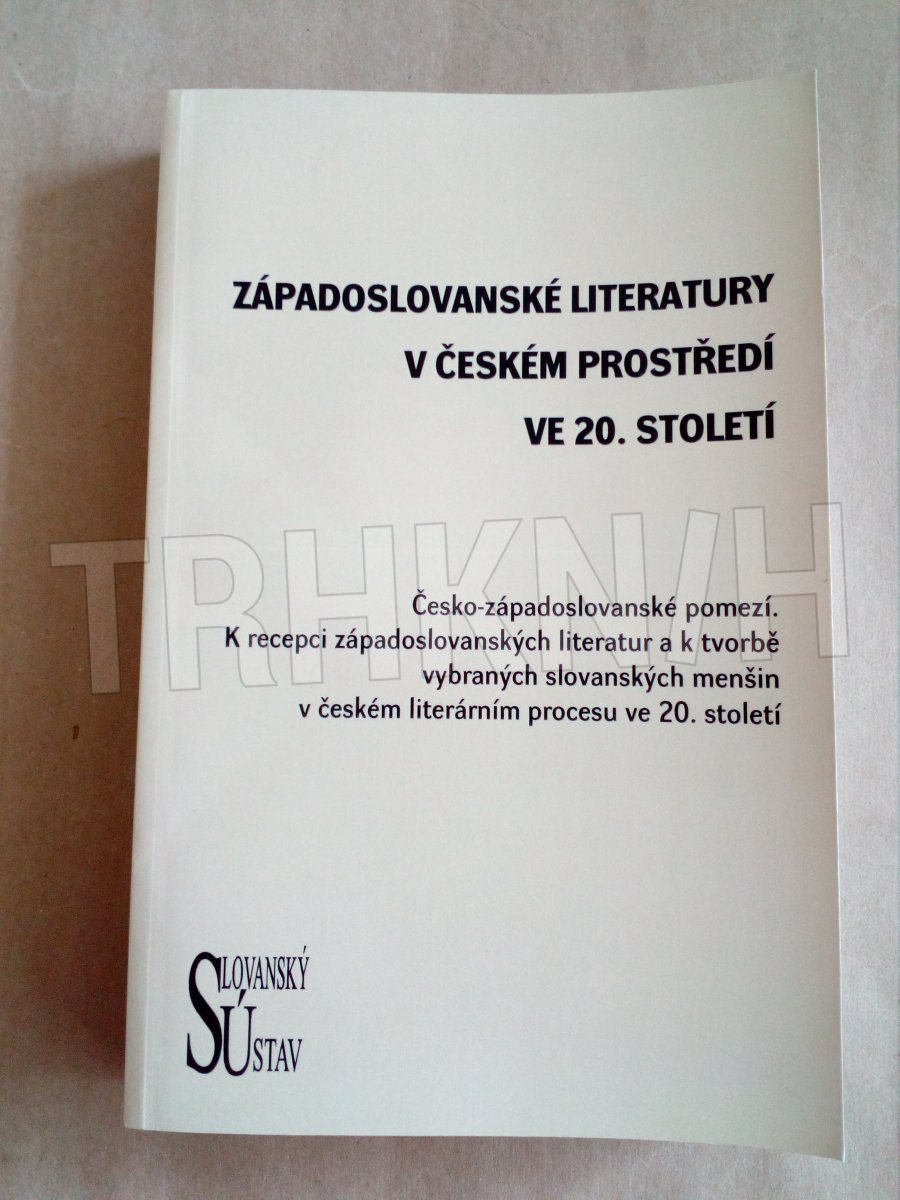 ZÁPADOSLOVANSKÉ LITERATURY
V ČESKÉM PROSTŘEDÍ
VE 20. STOLETÍ
TRHKN/H
Česko-západoslovanské pomezí.
K recepci západoslovanských literatur a k tvorbě
vybraných slovanských menšin
v českém literárním procesu ve 20. století
SLOVANSKÝ
ÚSTAV